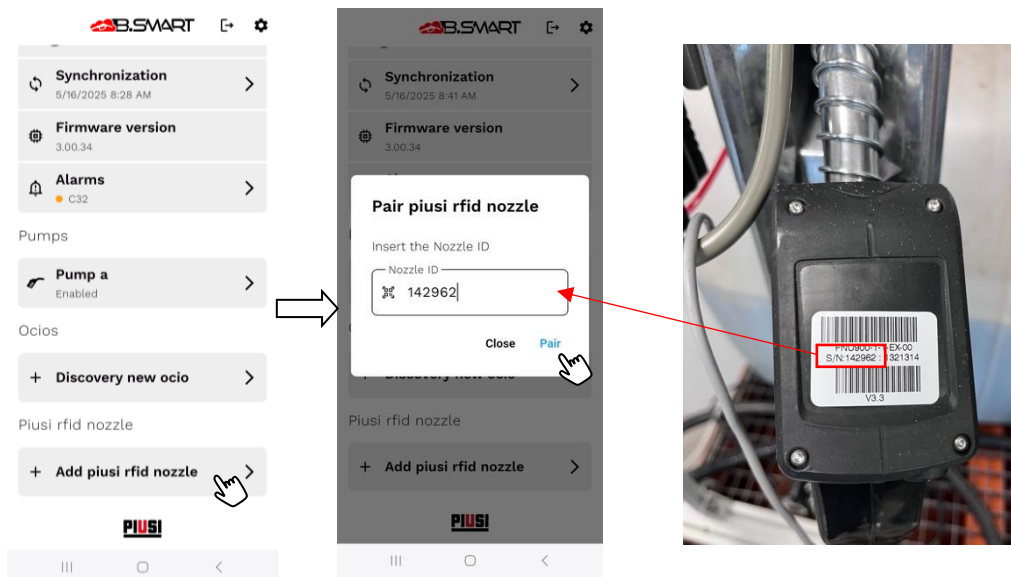 B.SMART
Synchronization
5/16/2025 8:28 AM
Firmware version
3.00.34
Alarms
C32
Pumps
Pump a
Enabled
Ocios
+ Discovery new ocio
Piusi rfid nozzle
+ Add piusi rfid nozzle
PIUSI
B.SMART
Synchronization
5/16/2025 8:41 AM
Firmware version
3.00.34
Pair piusi rfid nozzle
Insert the Nozzle ID
Nozzle ID
142962
Close Pair
Piusi rfid nozzle
+ Add piusi rfid nozzle
PIUSI
S/N:142962 : 1321314
V3.3